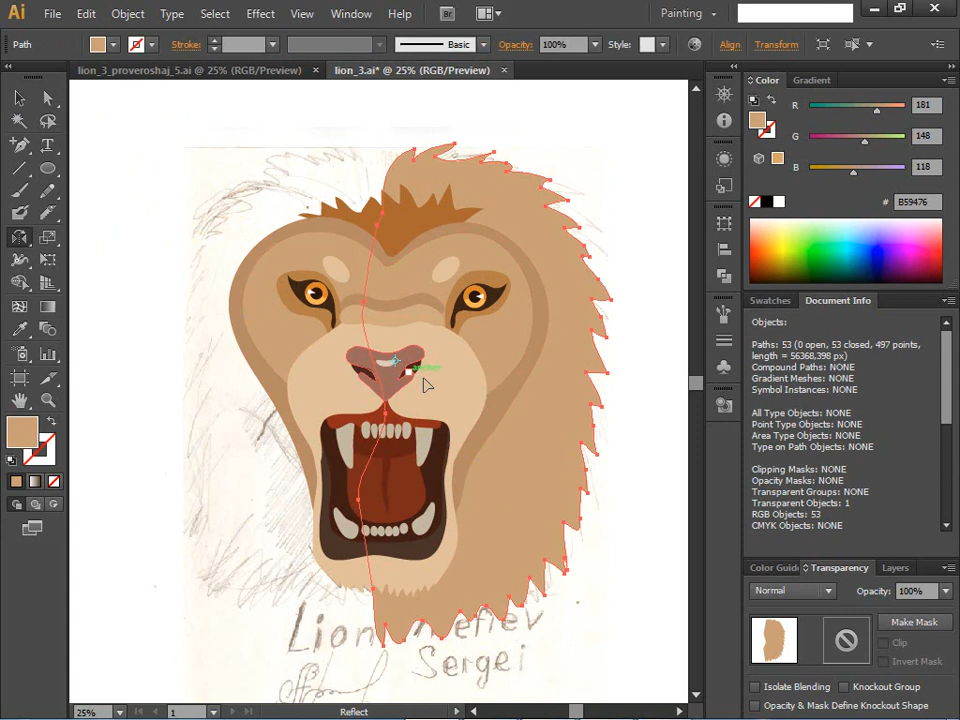 Ai File Edit Object Type Select Effect View Window Help Br Painting
Path Stroke: Basic Opacity: 100% Style: Align Transform
lion_3_proveroshaj_5.ai @ 25% (RGB/Preview) × lion_3.ai* @ 25% (RGB/Preview) ×
Color Gradient
R 181
G 148
B 118
# B59476
Swatches Document Info
Objects:
Paths: 53 (0 open, 53 closed, 497 points,
length = 56368,398 px)
Compound Paths: NONE
Gradient Meshes: NONE
Symbol Instances: NONE
All Type Objects: NONE
Point Type Objects: NONE
Area Type Objects: NONE
Type on Path Objects: NONE
Clipping Masks: NONE
Opacity Masks: NONE
Transparent Groups: NONE
Transparent Objects: 1
RGB Objects: 53
CMYK Objects: NONE
Color Guide Transparency Layers
Normal Opacity: 100%
Make Mask
Clip
Invert Mask
Isolate Blending Knockout Group
Opacity & Mask Define Knockout Shape
anchor
Lion
Sergei
25% 1 Reflect